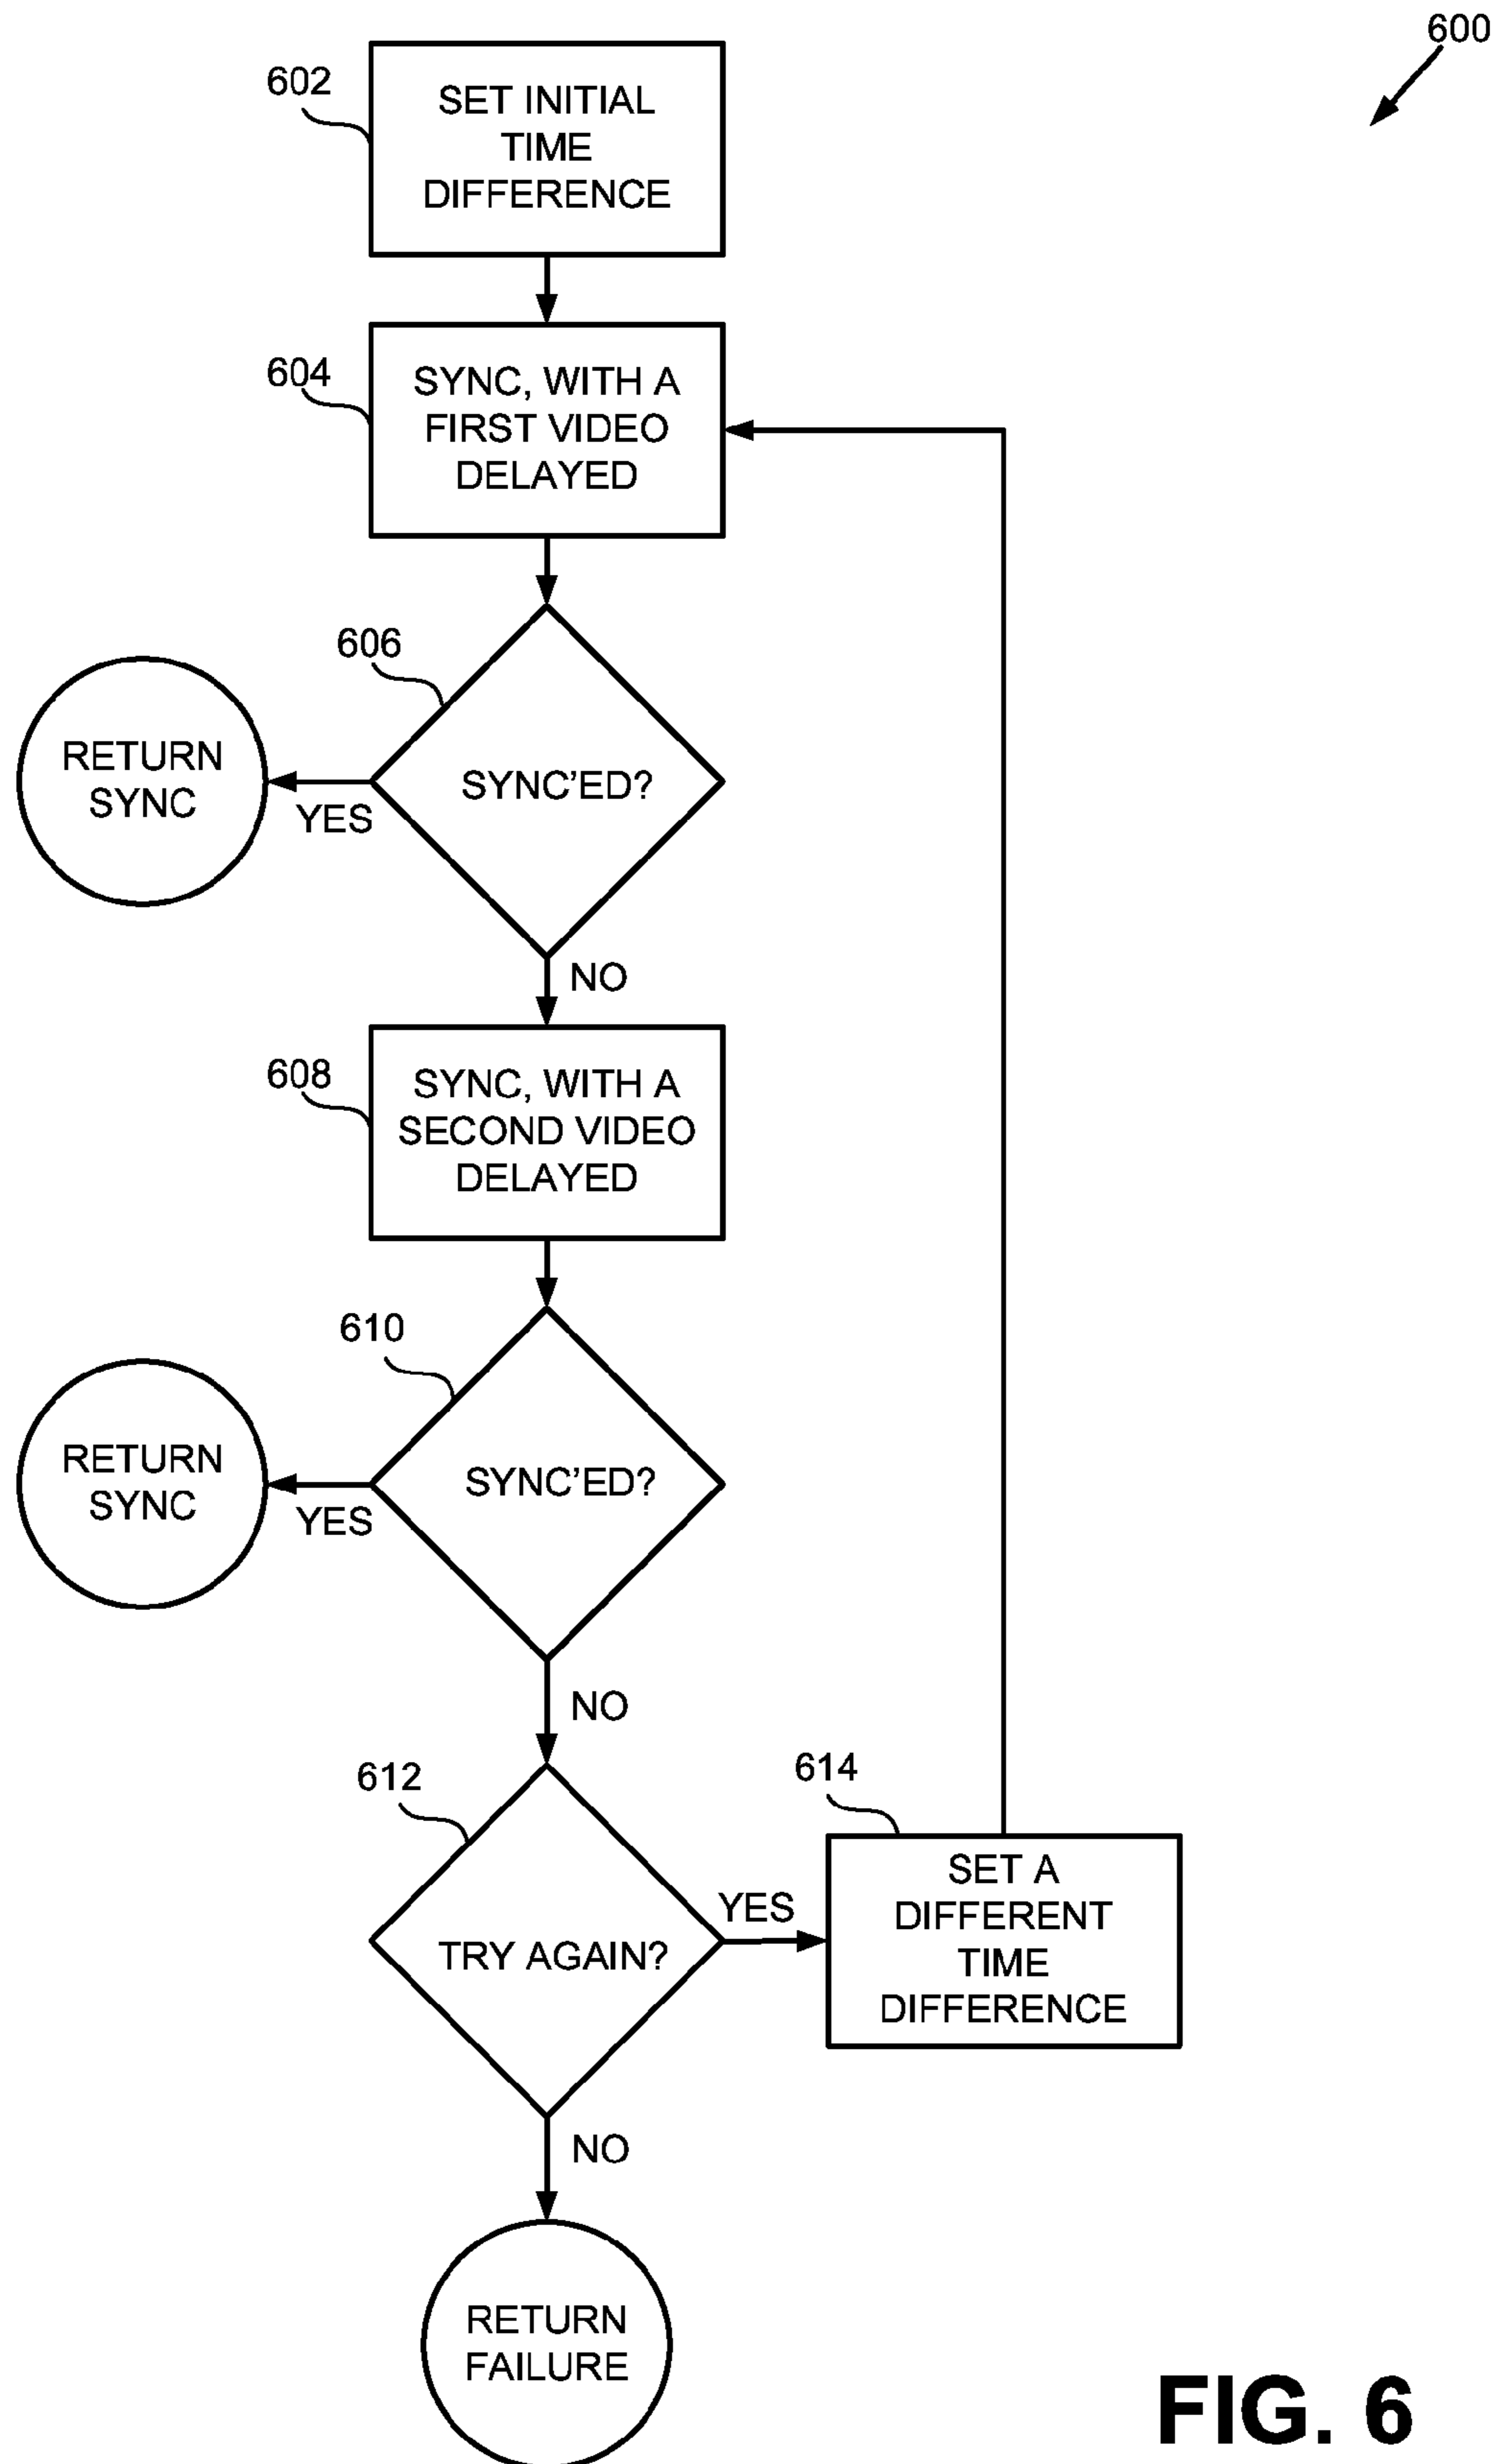 600
602
SET INITIAL
TIME
DIFFERENCE
604
SYNC, WITH A
FIRST VIDEO
DELAYED
606
SYNC'ED?
YES
RETURN
SYNC
NO
608
SYNC, WITH A
SECOND VIDEO
DELAYED
610
SYNC'ED?
YES
RETURN
SYNC
NO
612
TRY AGAIN?
YES
614
SET A
DIFFERENT
TIME
DIFFERENCE
NO
RETURN
FAILURE
FIG. 6